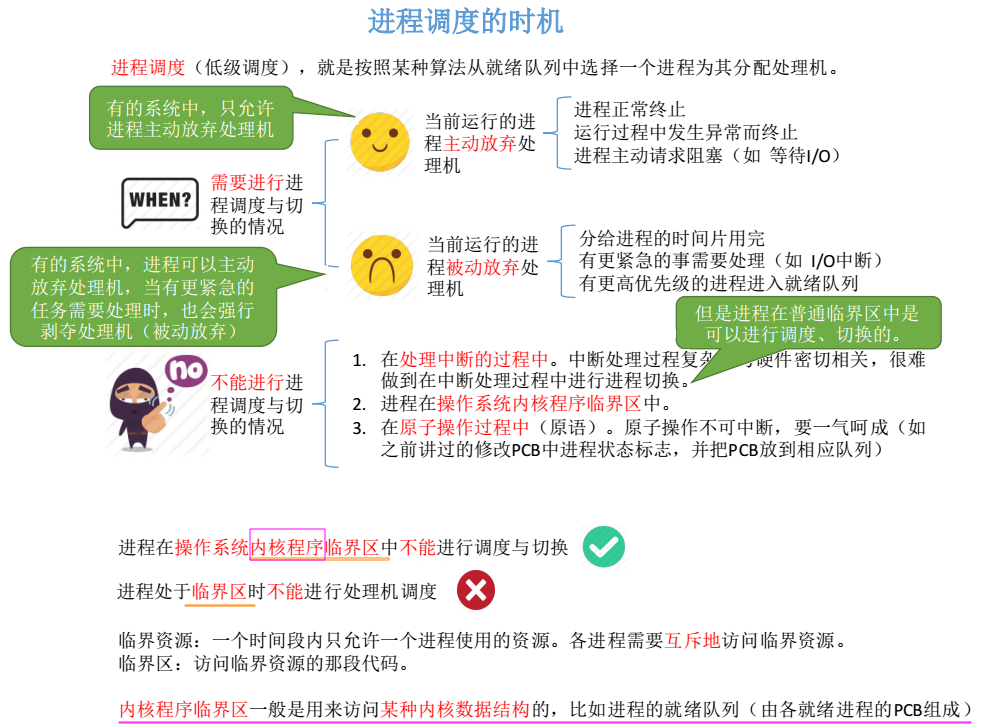 进程调度的时机
进程调度（低级调度），就是按照某种算法从就绪队列中选择一个进程为其分配处理机。
有的系统中，只允许
进程主动放弃处理机
当前运行的进
程主动放弃处
理机
进程正常终止
运行过程中发生异常而终止
进程主动请求阻塞（如 等待I/O）
WHEN?
需要进行进
程调度与切
换的情况
有的系统中，进程可以主动
放弃处理机，当有更紧急的
任务需要处理时，也会强行
剥夺处理机（被动放弃）
当前运行的进
程被动放弃处
理机
分给进程的时间片用完
有更紧急的事需要处理（如 I/O中断）
有更高优先级的进程进入就绪队列
但是进程在普通临界区中是
可以进行调度、切换的。
no
不能进行进
程调度与切
换的情况
1. 在处理中断的过程中。中断处理过程复杂，与硬件密切相关，很难
做到在中断处理过程中进行进程切换。
2. 进程在操作系统内核程序临界区中。
3. 在原子操作过程中（原语）。原子操作不可中断，要一气呵成（如
之前讲过的修改PCB中进程状态标志，并把PCB放到相应队列）
进程在操作系统内核程序临界区中不能进行调度与切换
进程处于临界区时不能进行处理机调度
临界资源：一个时间段内只允许一个进程使用的资源。各进程需要互斥地访问临界资源。
临界区：访问临界资源的那段代码。
内核程序临界区一般是用来访问某种内核数据结构的，比如进程的就绪队列（由各就绪进程的PCB组成）